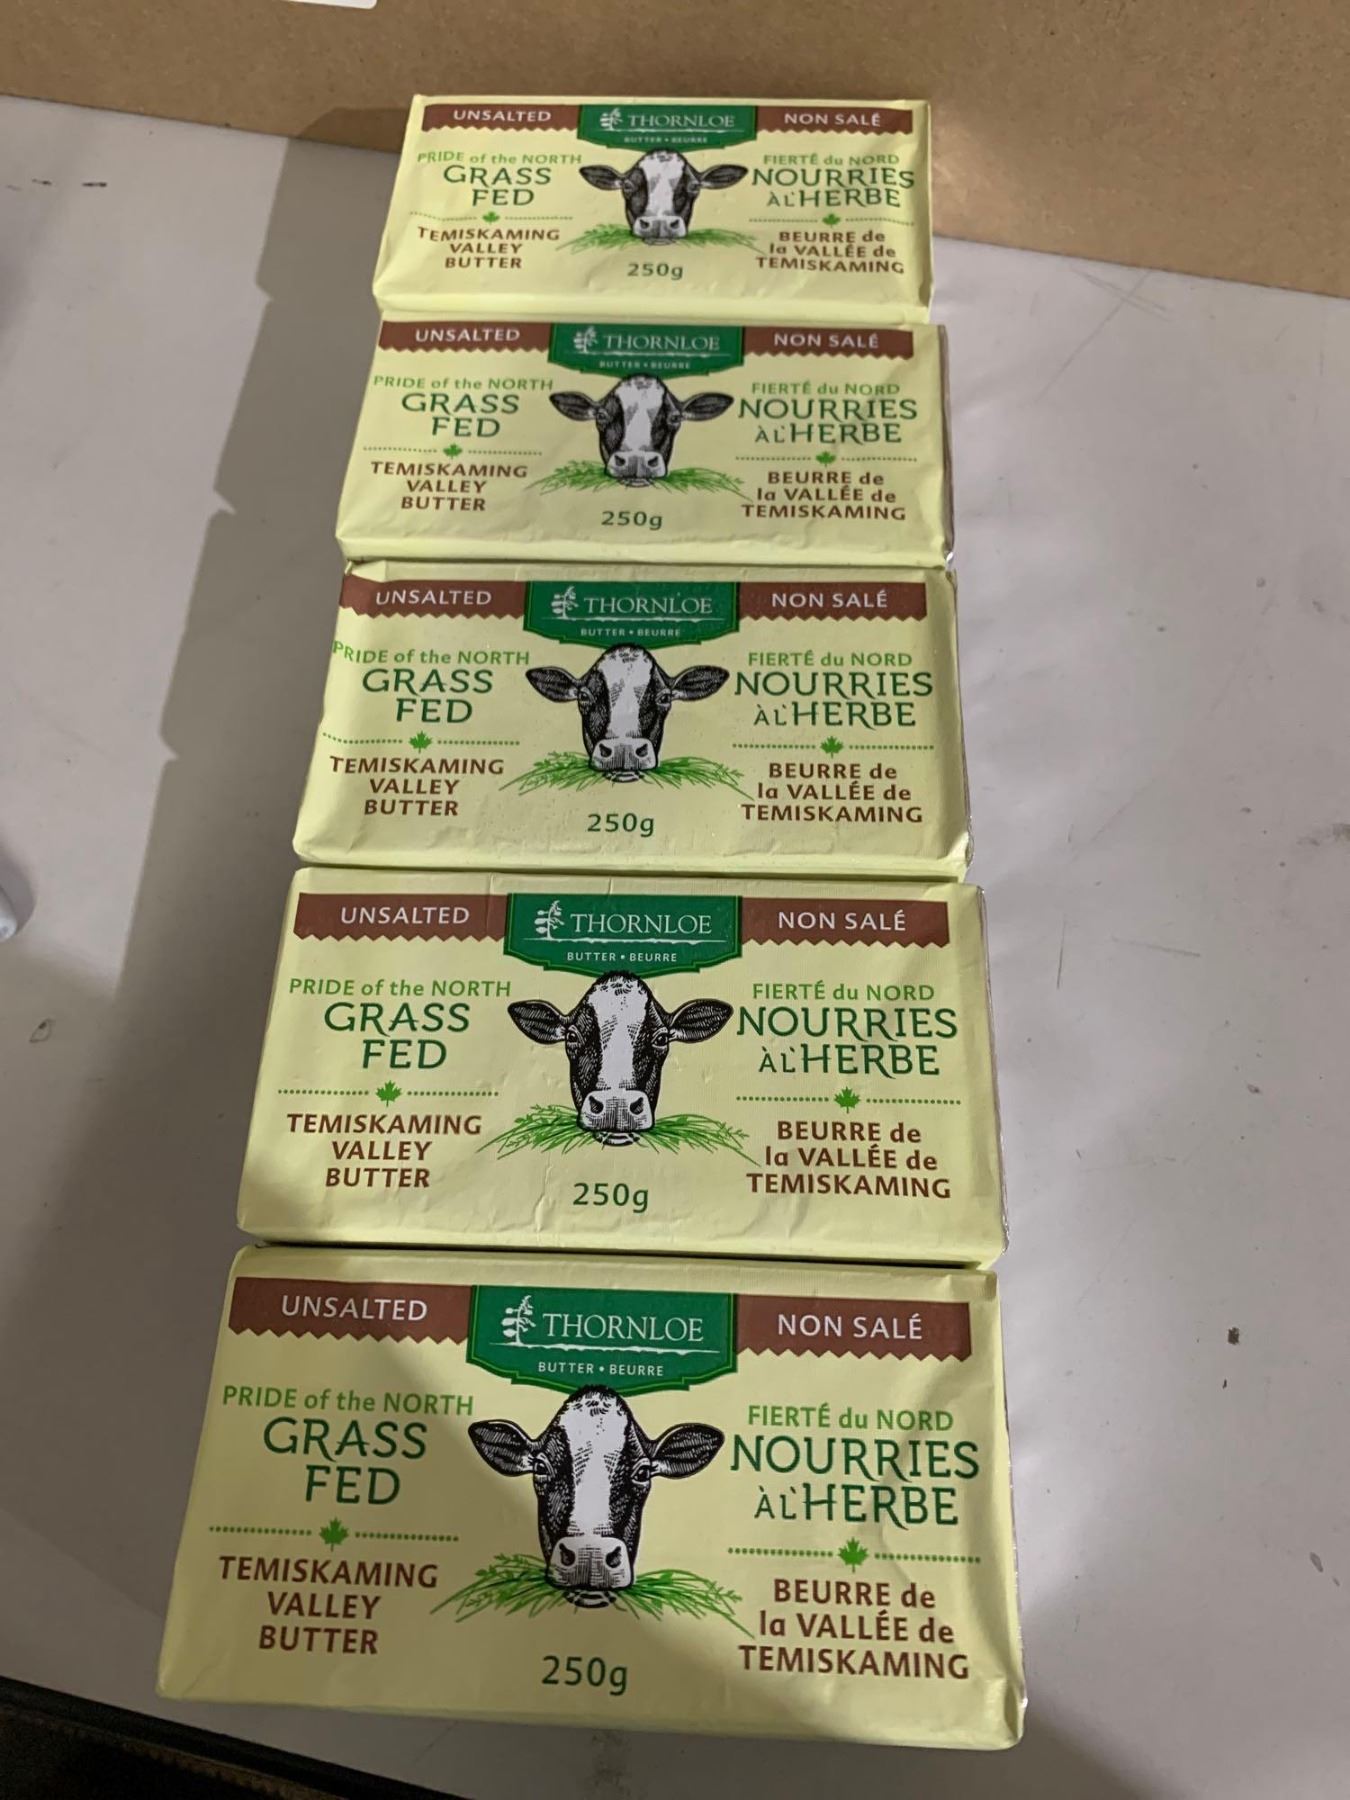 UNSALTED
THORNLOE
NON SALÉ
BUTTER • BEURRE
PRIDE of the NORTH
GRASS
FED
TEMISKAMING
VALLEY
BUTTER
FIERTÉ du NORD
NOURRIES
À L'HERBE
BEURRE de
la VALLÉE de
TEMISKAMING
250g
UNSALTED
THORNLOE
NON SALÉ
BUTTER • BEURRE
PRIDE of the NORTH
GRASS
FED
TEMISKAMING
VALLEY
BUTTER
FIERTÉ du NORD
NOURRIES
À L'HERBE
BEURRE de
la VALLÉE de
TEMISKAMING
250g
UNSALTED
THORNLOE
NON SALÉ
BUTTER • BEURRE
PRIDE of the NORTH
GRASS
FED
TEMISKAMING
VALLEY
BUTTER
FIERTÉ du NORD
NOURRIES
À L'HERBE
BEURRE de
la VALLÉE de
TEMISKAMING
250g
UNSALTED
THORNLOE
NON SALÉ
BUTTER • BEURRE
PRIDE of the NORTH
GRASS
FED
TEMISKAMING
VALLEY
BUTTER
FIERTÉ du NORD
NOURRIES
À L'HERBE
BEURRE de
la VALLÉE de
TEMISKAMING
250g
UNSALTED
THORNLOE
NON SALÉ
BUTTER • BEURRE
PRIDE of the NORTH
GRASS
FED
TEMISKAMING
VALLEY
BUTTER
FIERTÉ du NORD
NOURRIES
À L'HERBE
BEURRE de
la VALLÉE de
TEMISKAMING
250g